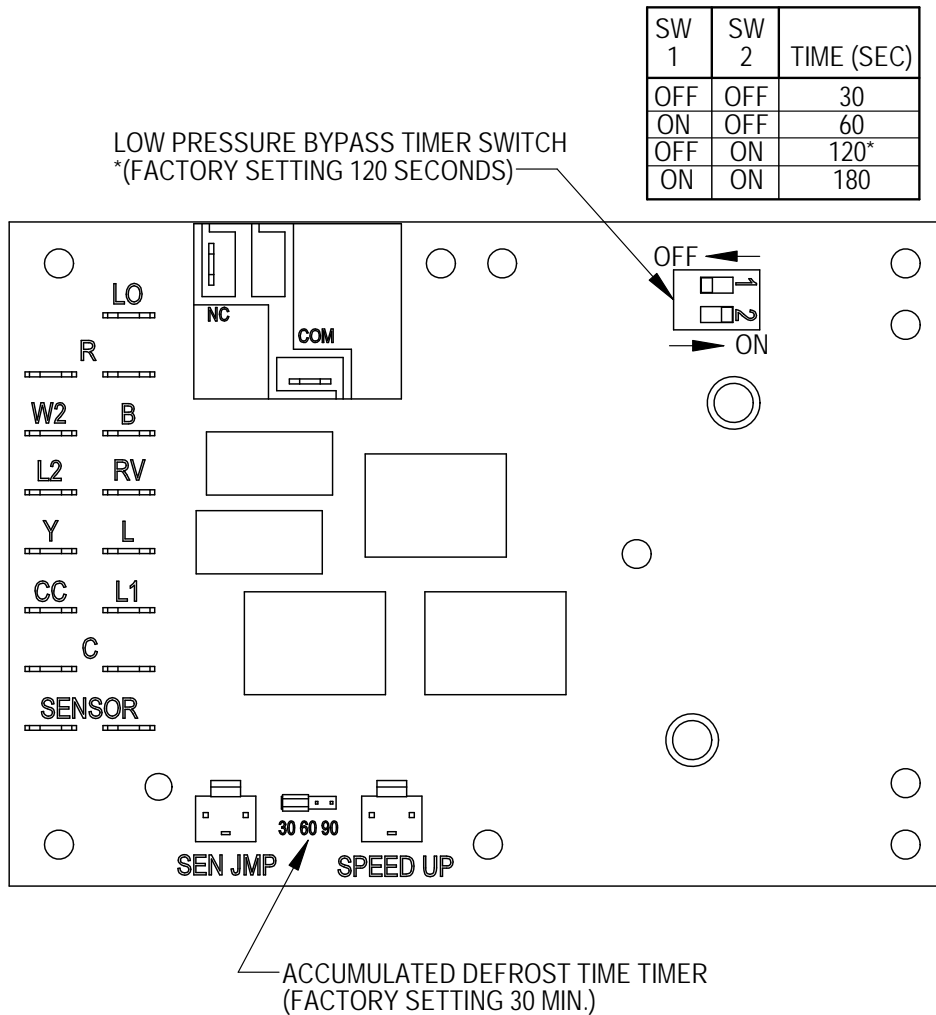 SW 1 SW 2 TIME (SEC)
OFF OFF 30
ON OFF 60
OFF ON 120*
ON ON 180
LOW PRESSURE BYPASS TIMER SWITCH
*(FACTORY SETTING 120 SECONDS)
OFF
1
2
ON
NC
COM
LO
R
W2 B
L2 RV
Y L
CC L1
C
SENSOR
30 60 90
SEN JMP SPEED UP
ACCUMULATED DEFROST TIME TIMER
(FACTORY SETTING 30 MIN.)